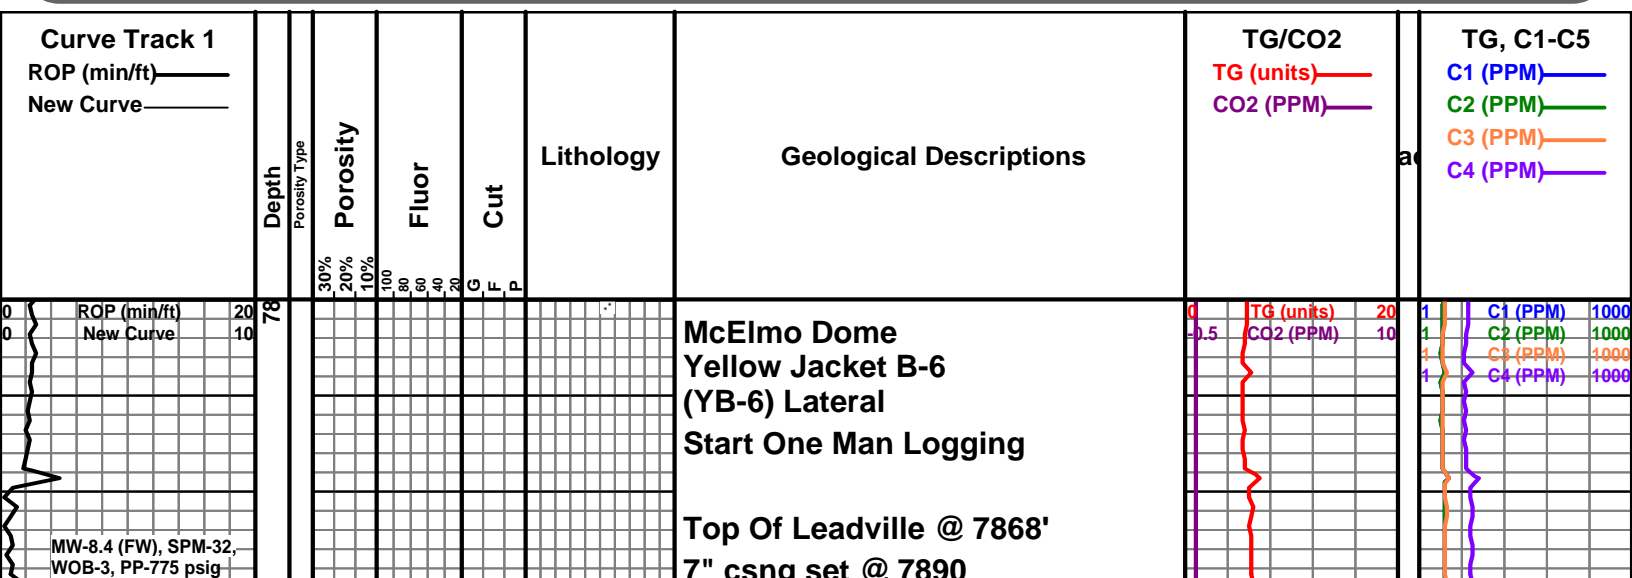 Curve Track 1
ROP (min/ft)
New Curve
Depth
Porosity Type
Porosity
30%
20%
10%
Fluor
100
80
60
40
20
Cut
G
F
P
Lithology
Geological Descriptions
TG/CO2
TG (units)
CO2 (PPM)
TG, C1-C5
C1 (PPM)
C2 (PPM)
C3 (PPM)
C4 (PPM)
0 ROP (min/ft) 20
0 New Curve 10
78
McElmo Dome
Yellow Jacket B-6
(YB-6) Lateral
Start One Man Logging
Top Of Leadville @ 7868'
7" csng set @ 7890
MW-8.4 (FW), SPM-32,
WOB-3, PP-775 psig
0 TG (units) 20
-0.5 CO2 (PPM) 10
1 C1 (PPM) 1000
1 C2 (PPM) 1000
1 C3 (PPM) 1000
1 C4 (PPM) 1000